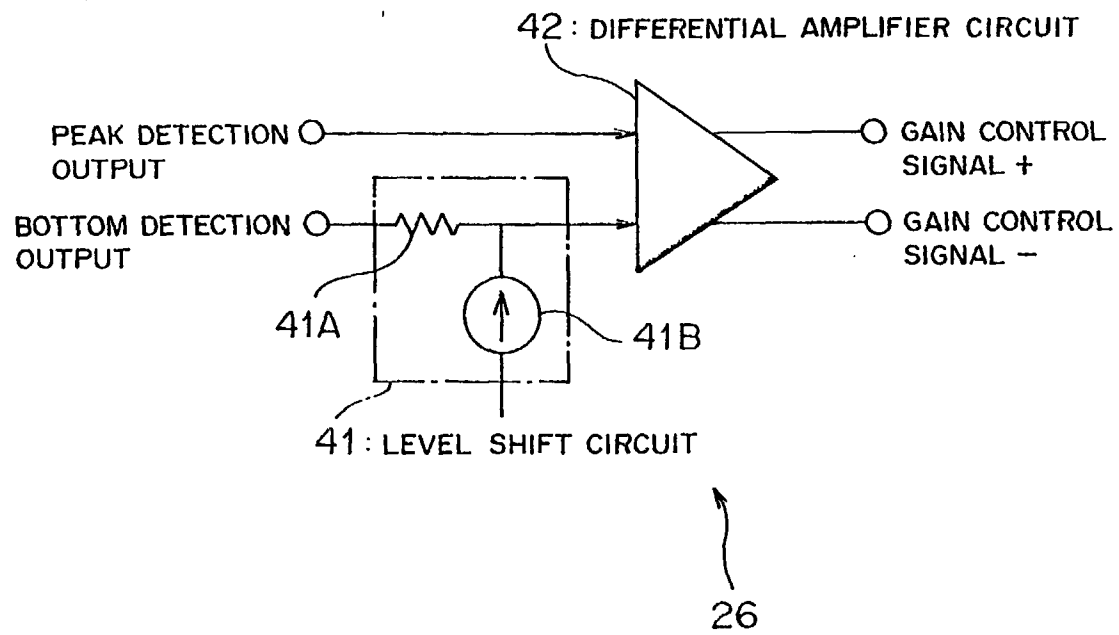 42 : DIFFERENTIAL AMPLIFIER CIRCUIT
PEAK DETECTION
OUTPUT
GAIN CONTROL
SIGNAL +
BOTTOM DETECTION
OUTPUT
GAIN CONTROL
SIGNAL −
41A
41B
41 : LEVEL SHIFT CIRCUIT
26